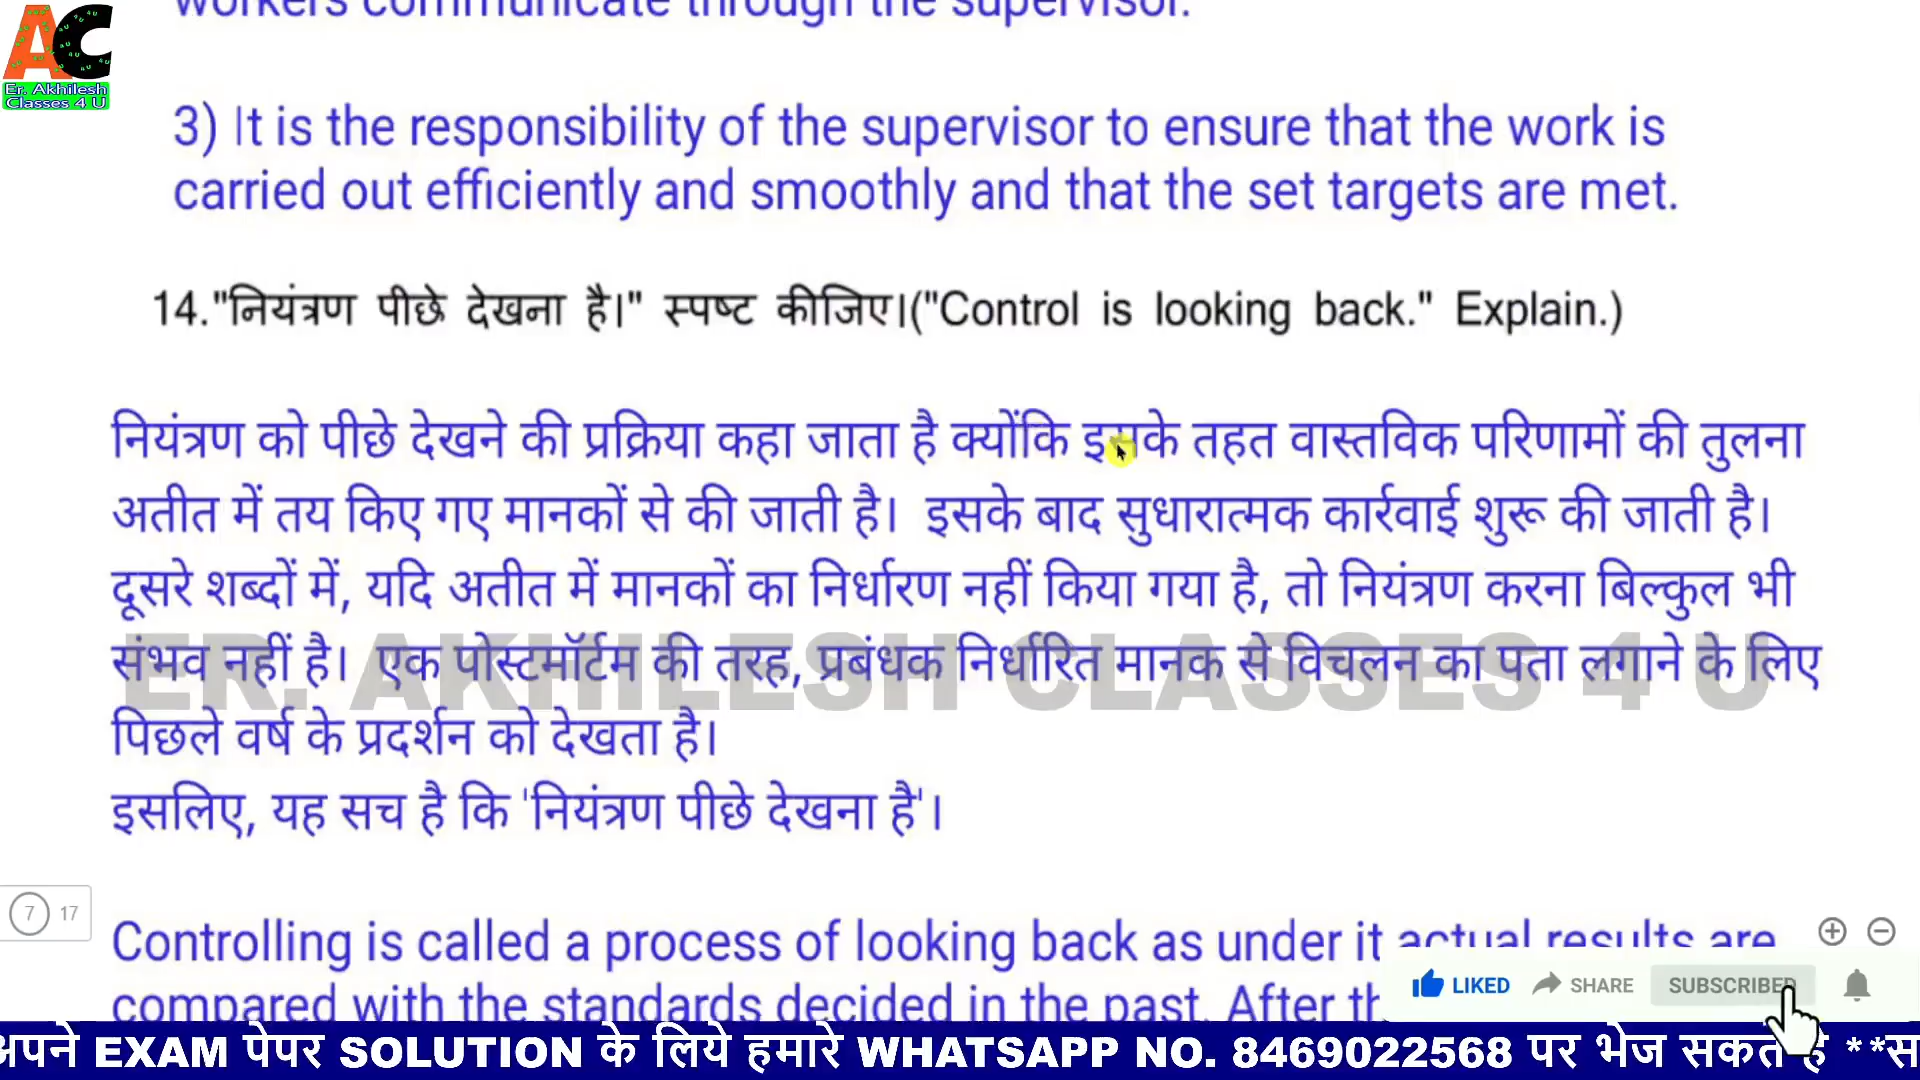 workers communicate through the supervisor.
AC
Er. Akhilesh
Classes 4 U
3) It is the responsibility of the supervisor to ensure that the work is
carried out efficiently and smoothly and that the set targets are met.
14."नियंत्रण पीछे देखना है।" स्पष्ट कीजिए।("Control is looking back." Explain.)
नियंत्रण को पीछे देखने की प्रक्रिया कहा जाता है क्योंकि इसके तहत वास्तविक परिणामों की तुलना
अतीत में तय किए गए मानकों से की जाती है। इसके बाद सुधारात्मक कार्रवाई शुरू की जाती है।
दूसरे शब्दों में, यदि अतीत में मानकों का निर्धारण नहीं किया गया है, तो नियंत्रण करना बिल्कुल भी
संभव नहीं है। एक पोस्टमॉर्टम की तरह, प्रबंधक निर्धारित मानक से विचलन का पता लगाने के लिए
ER. AKHILESH CLASSES 4 U
पिछले वर्ष के प्रदर्शन को देखता है।
इसलिए, यह सच है कि 'नियंत्रण पीछे देखना है'।
7 17
Controlling is called a process of looking back as under it actual results are
compared with the standards decided in the past. After
LIKED SHARE SUBSCRIBED
अपने EXAM पेपर SOLUTION के लिये हमारे WHATSAPP NO. 8469022568 पर भेज सकते है **